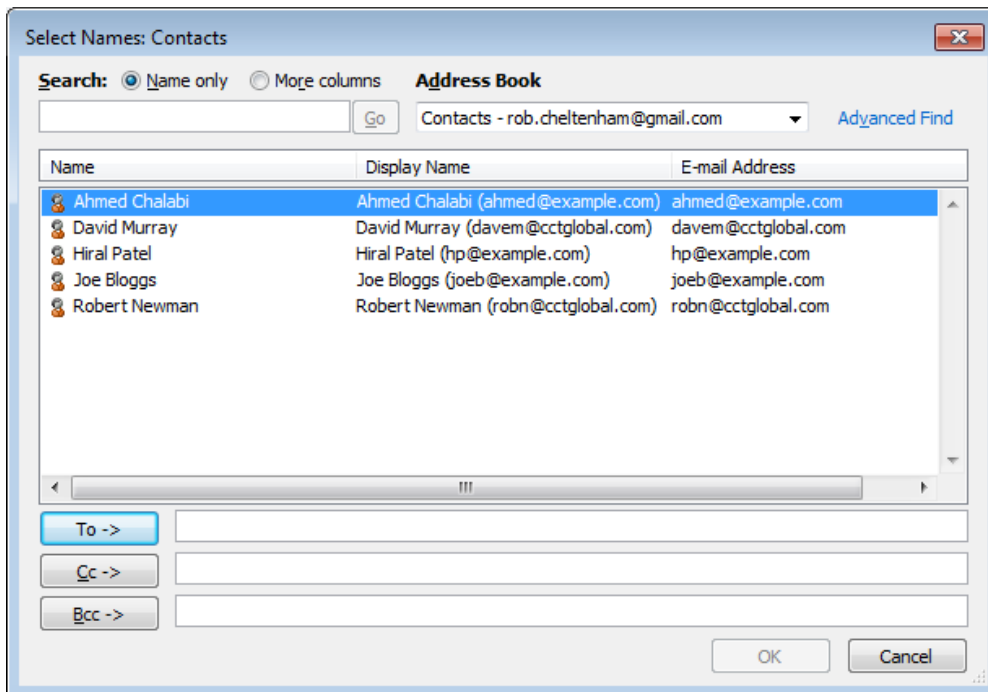 Select Names: Contacts
Search: Name only More columns Address Book
Go Contacts - rob.cheltenham@gmail.com Advanced Find
Name Display Name E-mail Address
Ahmed Chalabi Ahmed Chalabi (ahmed@example.com) ahmed@example.com
David Murray David Murray (davem@cctglobal.com) davem@cctglobal.com
Hiral Patel Hiral Patel (hp@example.com) hp@example.com
Joe Bloggs Joe Bloggs (joeb@example.com) joeb@example.com
Robert Newman Robert Newman (robn@cctglobal.com) robn@cctglobal.com
To ->
Cc ->
Bcc ->
OK Cancel